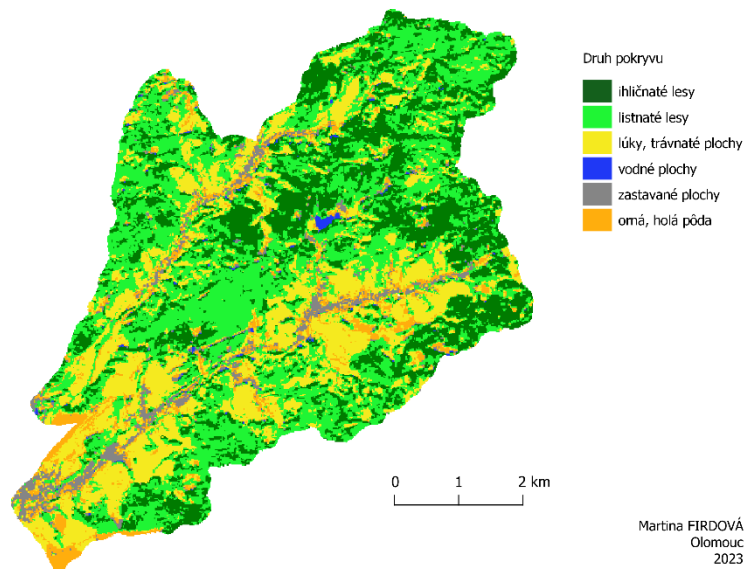 Druh pokryvu
ihličnaté lesy
listnaté lesy
lúky, trávnaté plochy
vodné plochy
zastavané plochy
orná, holá pôda
0 1 2 km
Martina FIRDOVÁ
Olomouc
2023